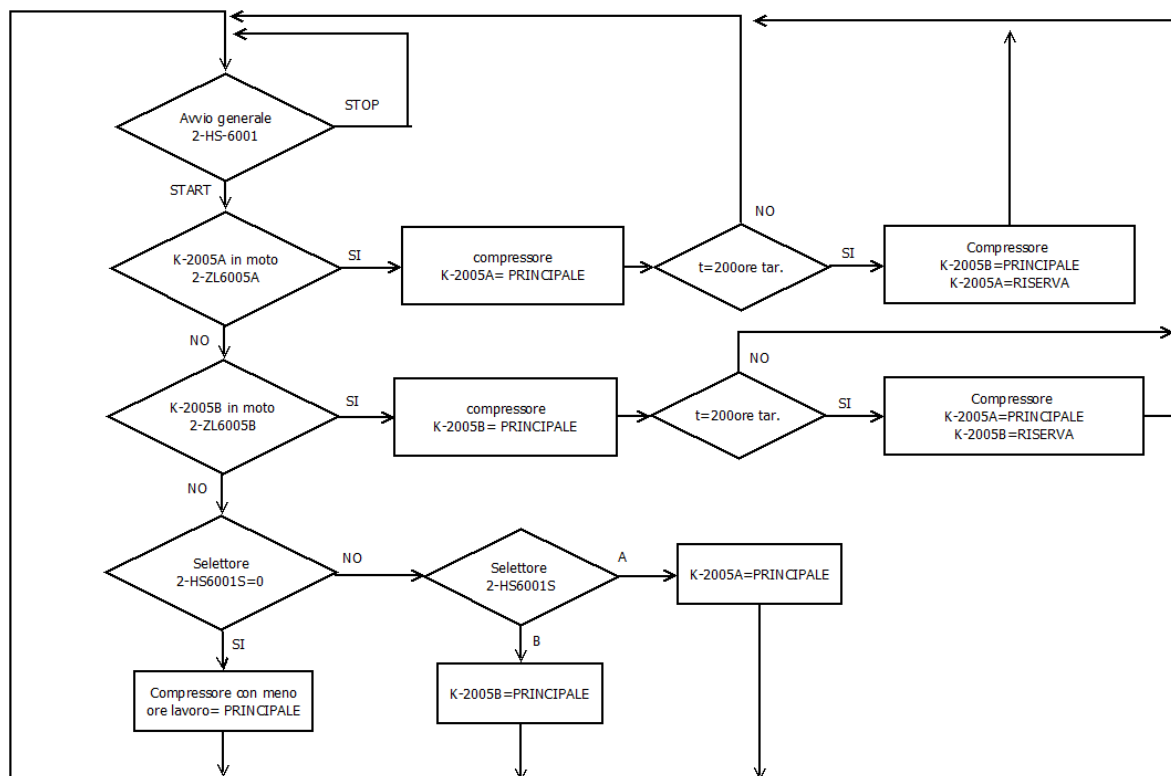 Avvio generale
2-HS-6001
STOP
START
K-2005A in moto
2-ZL6005A
SI
compressore
K-2005A= PRINCIPALE
NO
t=200ore tar.
SI
Compressore
K-2005B=PRINCIPALE
K-2005A=RISERVA
NO
K-2005B in moto
2-ZL6005B
SI
compressore
K-2005B= PRINCIPALE
NO
t=200ore tar.
SI
Compressore
K-2005A=PRINCIPALE
K-2005B=RISERVA
NO
Selettore
2-HS6001S=0
NO
Selettore
2-HS6001S
A
K-2005A=PRINCIPALE
SI
B
Compressore con meno
ore lavoro= PRINCIPALE
K-2005B=PRINCIPALE